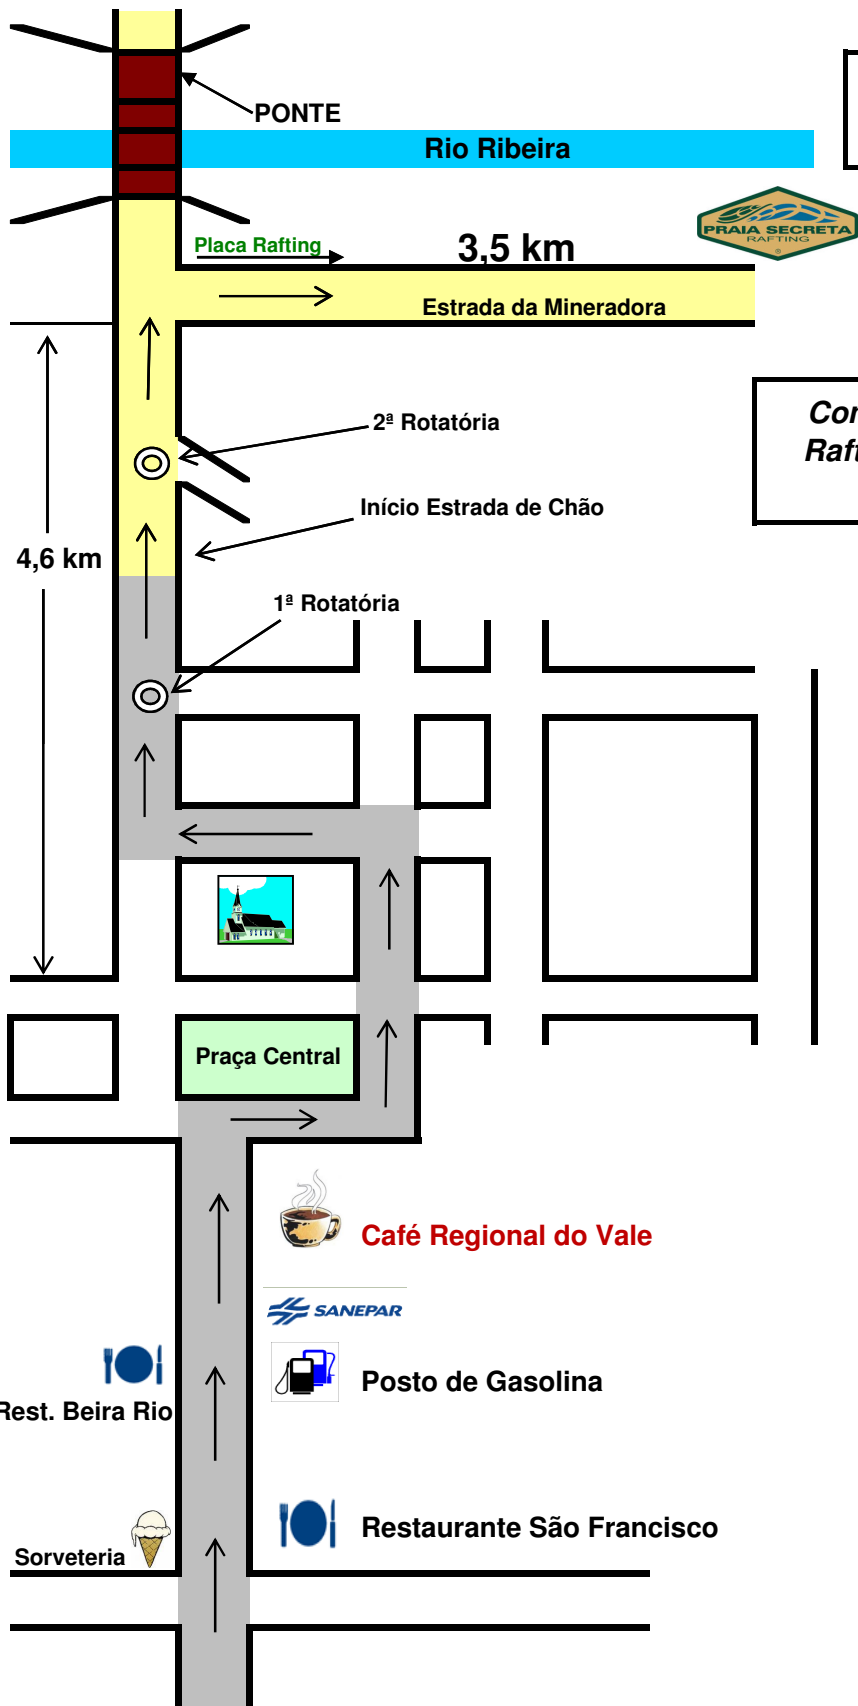 PONTE
Rio Ribeira
PRAIA SECRETA
RAFTING
Placa Rafting
3,5 km
Estrada da Mineradora
2ª Rotatória
Início Estrada de Chão
4,6 km
1ª Rotatória
Praça Central
Café Regional do Vale
SANEPAR
Posto de Gasolina
Rest. Beira Rio
Restaurante São Francisco
Sorveteria